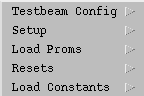 Testbeam Config
Setup
Load Proms
Resets
Load Constants